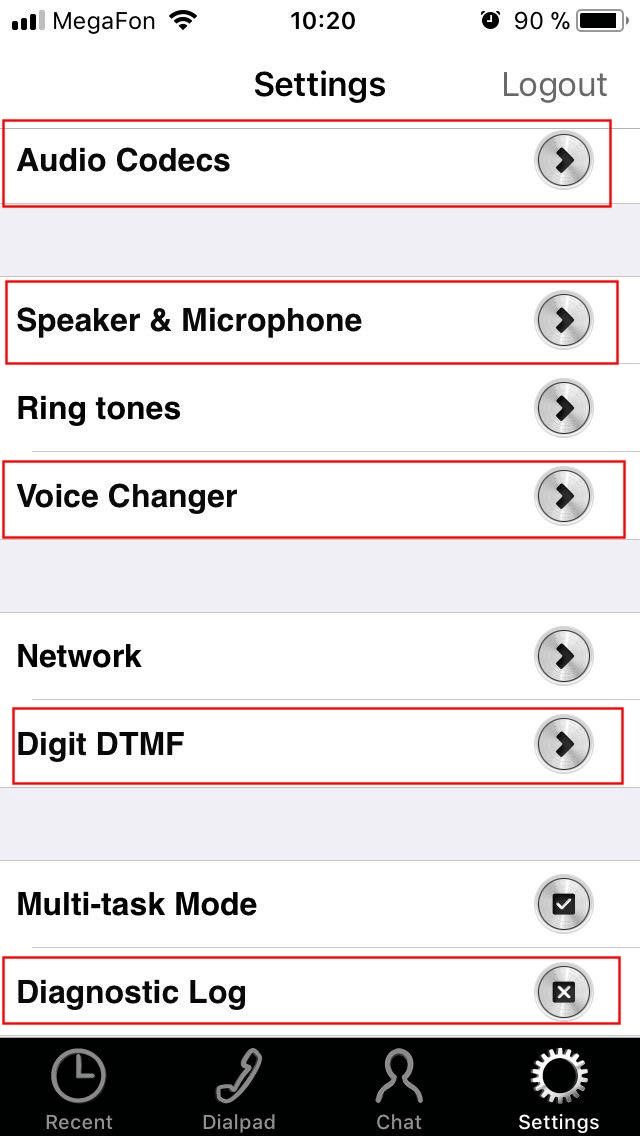 MegaFon 10:20 90 %
Settings Logout
Audio Codecs
Speaker & Microphone
Ring tones
Voice Changer
Network
Digit DTMF
Multi-task Mode
Diagnostic Log
Recent Dialpad Chat Settings